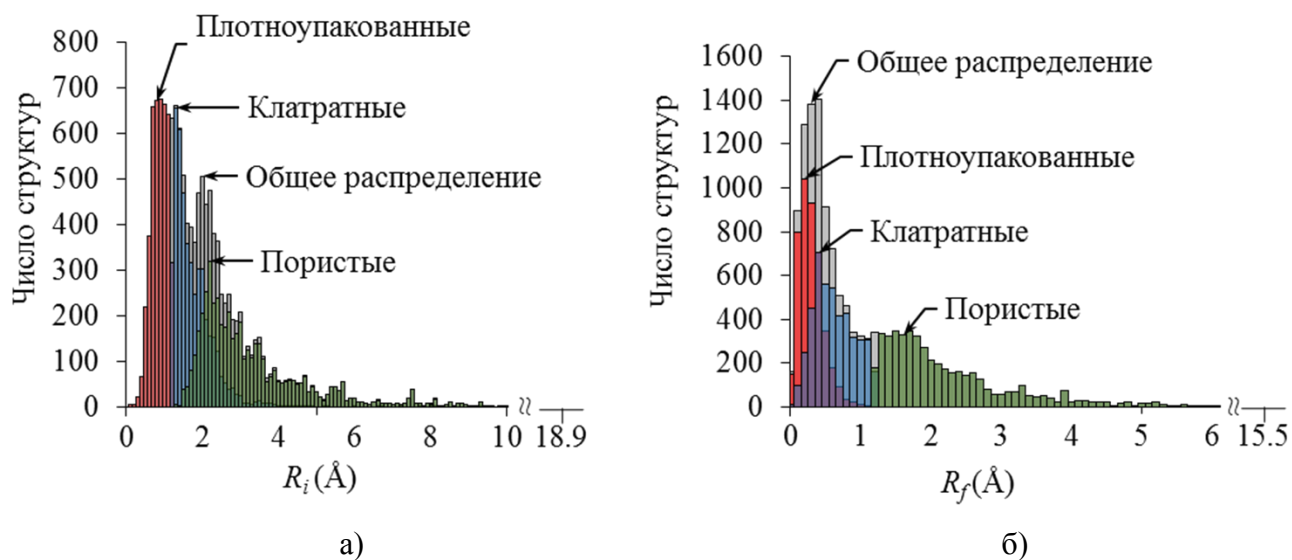 Плотноупакованные
800
700
Клатратные
600
500
Общее распределение
400
300
Пористые
200
100
0
Число структур
0 2 4 6 8 10 18.9
Ri (Å)
а)
1600
Общее распределение
1400
1200
Плотноупакованные
1000
800
Клатратные
600
400
Пористые
200
0
Число структур
0 1 2 3 4 5 6 15.5
Rf (Å)
б)